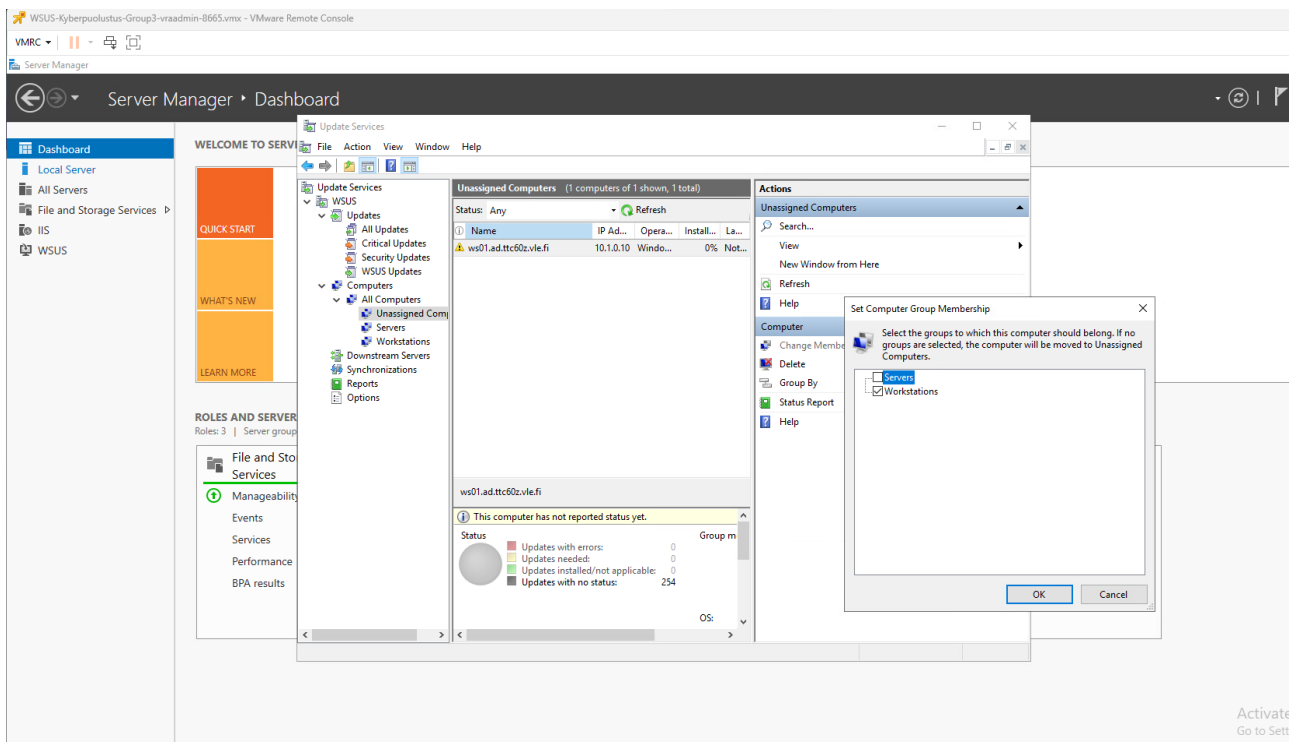 WSUS-Kyberpuolustus-Group3-vraadmin-8665.vmx - VMware Remote Console
VMRC
Server Manager
Server Manager • Dashboard
Dashboard
Local Server
All Servers
File and Storage Services
IIS
WSUS
WELCOME TO SERV
QUICK START
WHAT'S NEW
LEARN MORE
ROLES AND SERVER
Roles: 3 | Server group
File and Sto
Services
Manageability
Events
Services
Performance
BPA results
Update Services
File Action View Window Help
Update Services
WSUS
Updates
All Updates
Critical Updates
Security Updates
WSUS Updates
Computers
All Computers
Unassigned Comp
Servers
Workstations
Downstream Servers
Synchronizations
Reports
Options
Unassigned Computers (1 computers of 1 shown, 1 total)
Status: Any Refresh
Name IP Ad... Opera... Install... La...
ws01.ad.ttc60z.vle.fi 10.1.0.10 Windo... 0% Not...
ws01.ad.ttc60z.vle.fi
This computer has not reported status yet.
Status Group m
Updates with errors: 0
Updates needed: 0
Updates installed/not applicable: 0
Updates with no status: 254
OS:
Actions
Unassigned Computers
Search...
View
New Window from Here
Refresh
Help
Computer
Change Membe
Delete
Group By
Status Report
Help
Set Computer Group Membership
Select the groups to which this computer should belong. If no
groups are selected, the computer will be moved to Unassigned
Computers.
Servers
Workstations
OK Cancel
Activate
Go to Sett